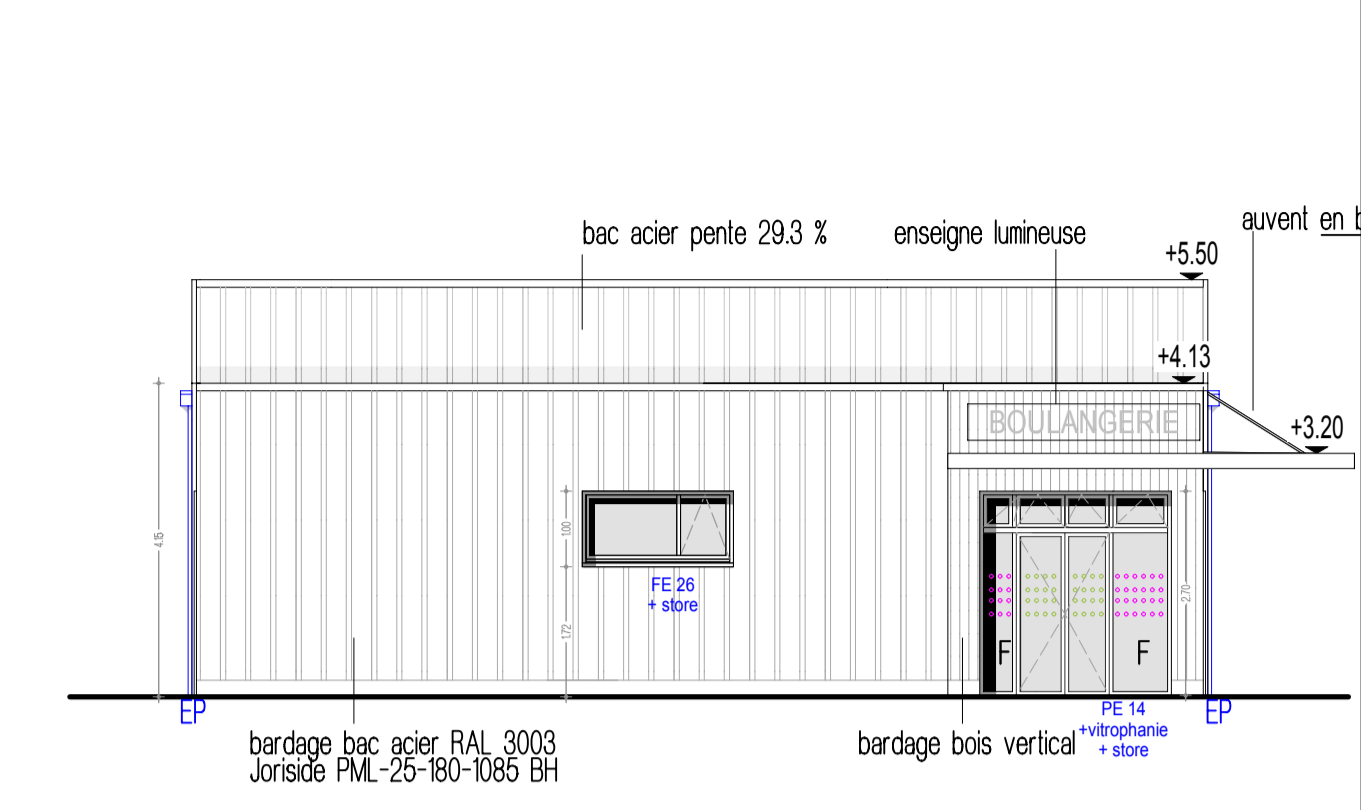 auvent en b
bac acier pente 29.3 %
enseigne lumineuse
+5.50
+4.13
BOULANGERIE
+3.20
4.15
1.00
1.72
2.70
FE 26
+ store
F
F
EP
EP
PE 14
+vitrophanie
+ store
bardage bac acier RAL 3003
Joriside PML-25-180-1085 BH
bardage bois vertical